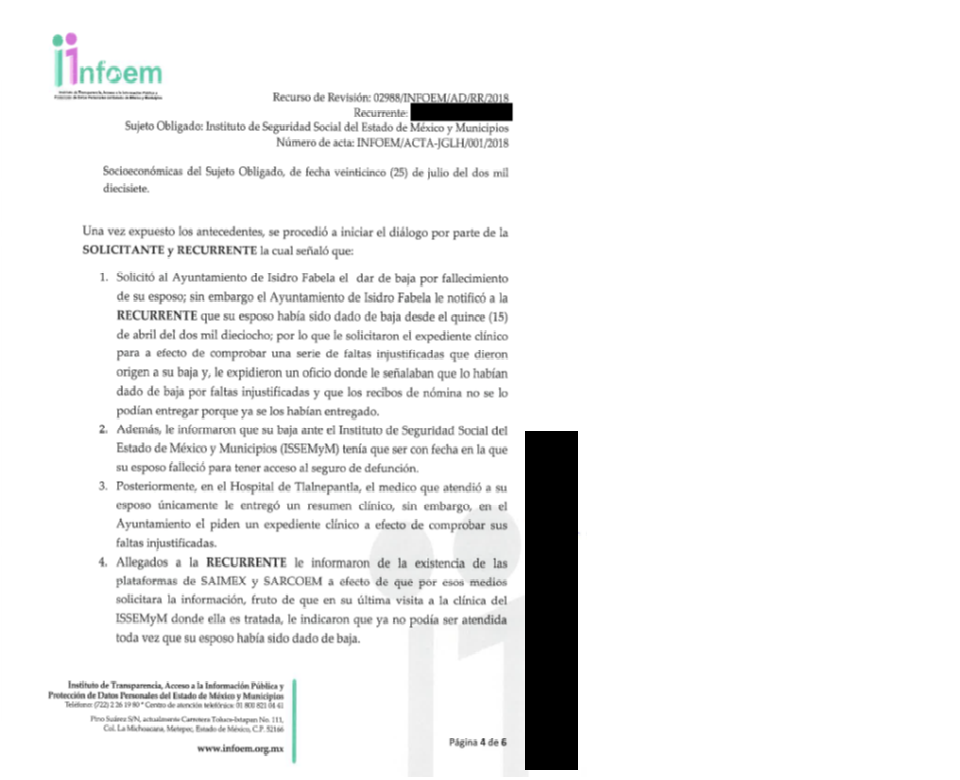 infoem
Instituto de Transparencia, Acceso a la Información Pública y
Protección de Datos Personales del Estado de México y Municipios
Recurso de Revisión: 02988/INFOEM/AD/RR/2018
Recurrente:
Sujeto Obligado: Instituto de Seguridad Social del Estado de México y Municipios
Número de acta: INFOEM/ACTA-JGLH/001/2018
Socioeconómicas del Sujeto Obligado, de fecha veinticinco (25) de julio del dos mil
diecisiete.
Una vez expuesto los antecedentes, se procedió a iniciar el diálogo por parte de la
SOLICITANTE y RECURRENTE la cual señaló que:
1. Solicitó al Ayuntamiento de Isidro Fabela el dar de baja por fallecimiento
de su esposo; sin embargo el Ayuntamiento de Isidro Fabela le notificó a la
RECURRENTE que su esposo había sido dado de baja desde el quince (15)
de abril del dos mil dieciocho; por lo que le solicitaron el expediente clínico
para a efecto de comprobar una serie de faltas injustificadas que dieron
origen a su baja y, le expidieron un oficio donde le señalaban que lo habían
dado de baja por faltas injustificadas y que los recibos de nómina no se lo
podían entregar porque ya se los habían entregado.
2. Además, le informaron que su baja ante el Instituto de Seguridad Social del
Estado de México y Municipios (ISSEMyM) tenía que ser con fecha en la que
su esposo falleció para tener acceso al seguro de defunción.
3. Posteriormente, en el Hospital de Tlalnepantla, el medico que atendió a su
esposo únicamente le entregó un resumen clínico, sin embargo, en el
Ayuntamiento el piden un expediente clínico a efecto de comprobar sus
faltas injustificadas.
4. Allegados a la RECURRENTE le informaron de la existencia de las
plataformas de SAIMEX y SARCOEM a efecto de que por esos medios
solicitara la información, fruto de que en su última visita a la clínica del
ISSEMyM donde ella es tratada, le indicaron que ya no podía ser atendida
toda vez que su esposo había sido dado de baja.
Instituto de Transparencia, Acceso a la Información Pública y
Protección de Datos Personales del Estado de México y Municipios
Teléfono: (722) 2 26 19 80 * Centro de atención telefónica: 01 800 821 04 41
Pino Suárez S/N, actualmente Carretera Toluca-Ixtapan No. 111,
Col. La Michoacana, Metepec, Estado de México, C.P. 52166
www.infoem.org.mx
Página 4 de 6